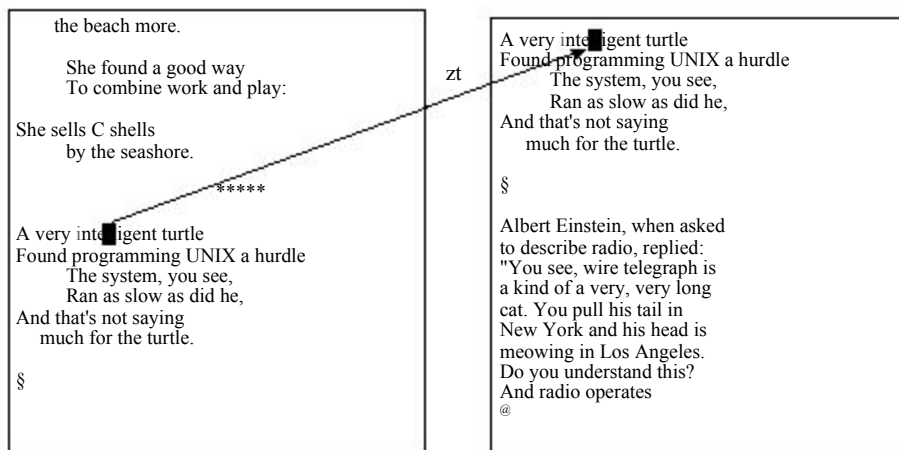 the beach more.
She found a good way
To combine work and play:
She sells C shells
by the seashore.
*****
A very inte igent turtle
Found programming UNIX a hurdle
The system, you see,
Ran as slow as did he,
And that's not saying
much for the turtle.
§
zt
A very inte igent turtle
Found programming UNIX a hurdle
The system, you see,
Ran as slow as did he,
And that's not saying
much for the turtle.
§
Albert Einstein, when asked
to describe radio, replied:
"You see, wire telegraph is
a kind of a very, very long
cat. You pull his tail in
New York and his head is
meowing in Los Angeles.
Do you understand this?
And radio operates
@